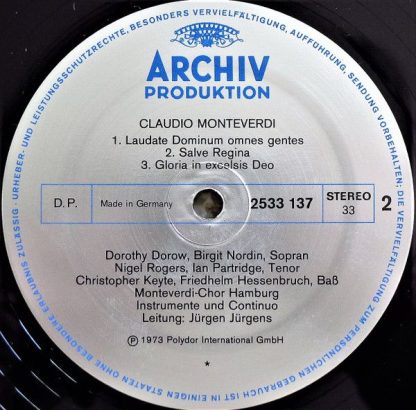 ARCHIV
PRODUKTION
CLAUDIO MONTEVERDI
1. Laudate Dominum omnes gentes
2. Salve Regina
3. Gloria in excelsis Deo
D.P.
Made in Germany
2533 137
STEREO
33
2
Dorothy Dorow, Birgit Nordin, Sopran
Nigel Rogers, Ian Partridge, Tenor
Christopher Keyte, Friedhelm Hessenbruch, Baß
Monteverdi-Chor Hamburg
Instrumente und Continuo
Leitung: Jürgen Jürgens
Ⓟ 1973 Polydor International GmbH
*
URHEBER- UND LEISTUNGSSCHUTZRECHTE, BESONDERS VERVIELFÄLTIGUNG, AUFFÜHRUNG, SENDUNG VORBEHALTEN; DIE VERVIELFÄLTIGUNG ZUM PERSÖNLICHEN GEBRAUCH IST IN EINIGEN STAATEN OHNE BESONDERE ERLAUBNIS ZULÄSSIG ·